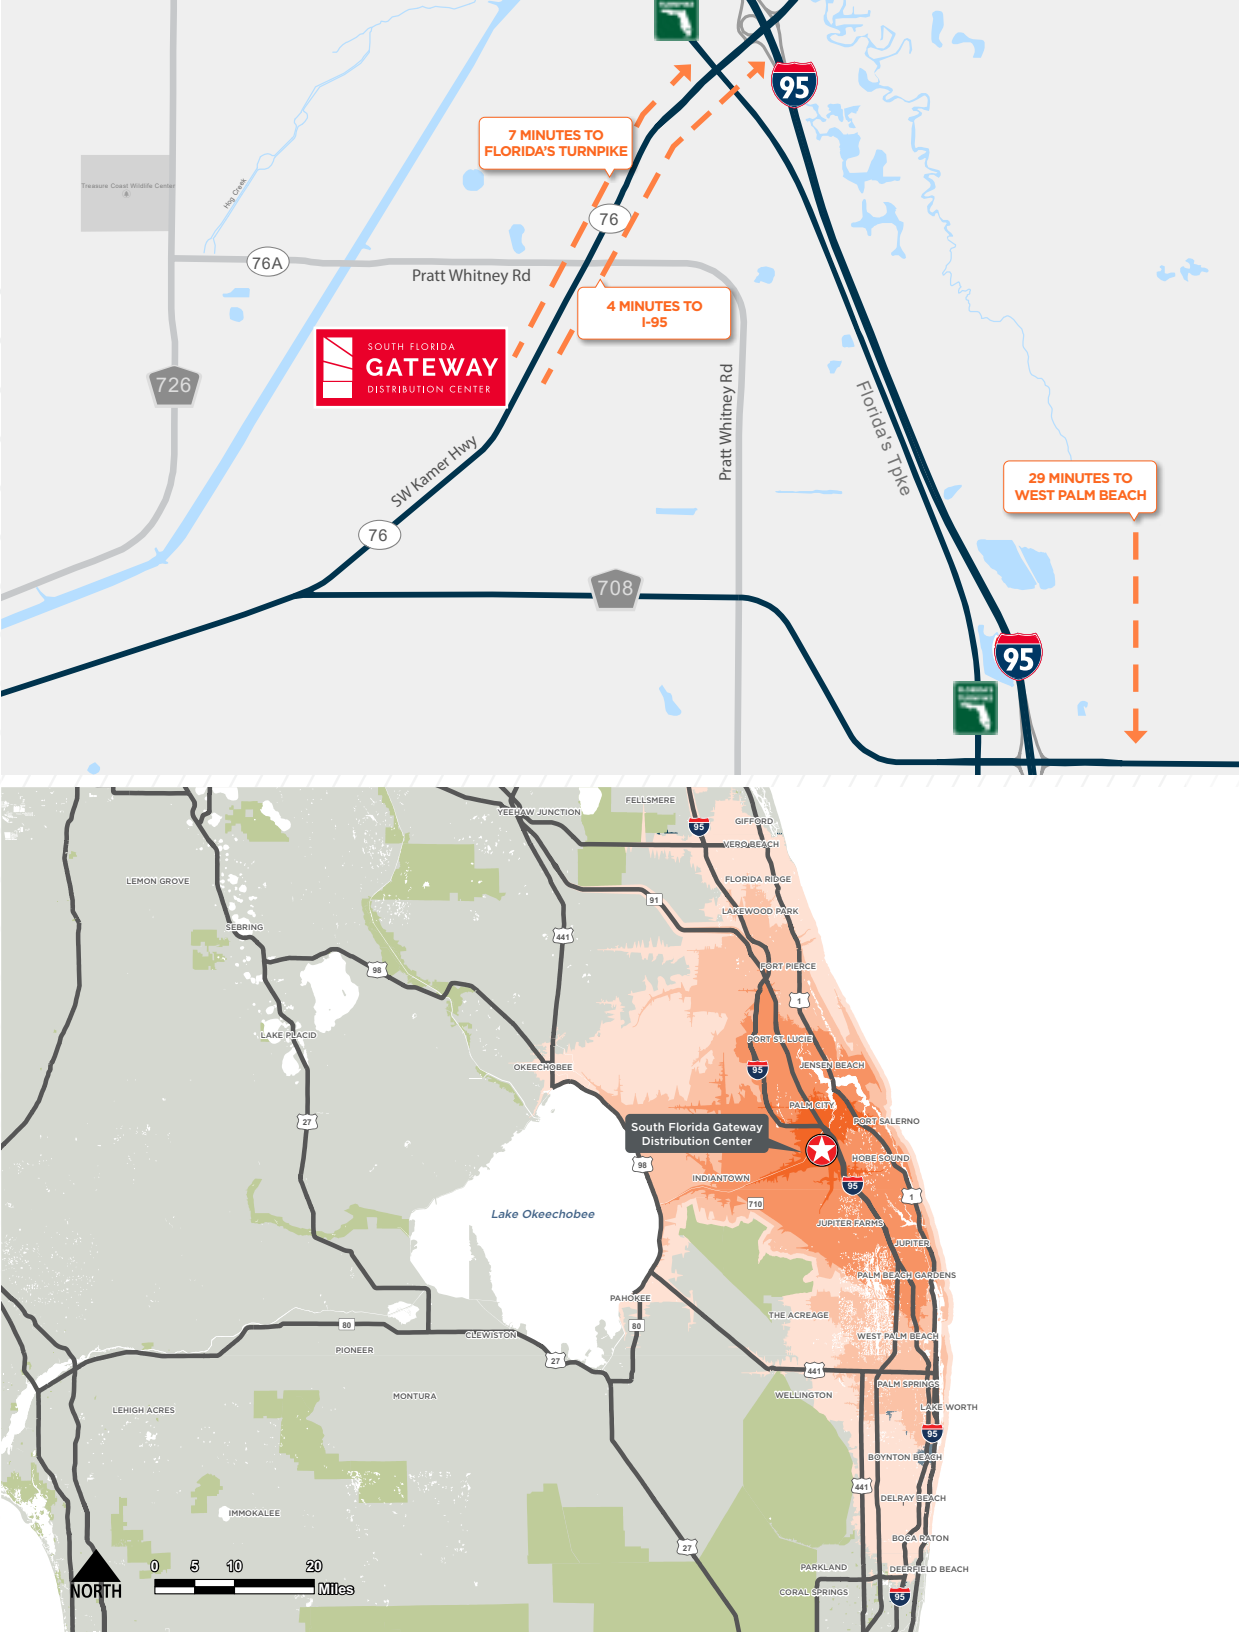 95
7 MINUTES TO
FLORIDA'S TURNPIKE
Treasure Coast Wildlife Center
Hog Creek
76
76A
Pratt Whitney Rd
4 MINUTES TO
I-95
SOUTH FLORIDA
GATEWAY
DISTRIBUTION CENTER
726
Pratt Whitney Rd
Florida's Tpke
SW Kamer Hwy
29 MINUTES TO
WEST PALM BEACH
76
708
95
FELLSMERE
YEEHAW JUNCTION
GIFFORD
95
VERO BEACH
LEMON GROVE
FLORIDA RIDGE
91
LAKEWOOD PARK
SEBRING
441
98
FORT PIERCE
1
LAKE PLACID
PORT ST. LUCIE
OKEECHOBEE
95
JENSEN BEACH
PALM CITY
27
PORT SALERNO
South Florida Gateway
Distribution Center
98
HOBE SOUND
INDIANTOWN
95
1
710
Lake Okeechobee
JUPITER FARMS
JUPITER
PALM BEACH GARDENS
PAHOKEE
THE ACREAGE
80
80
CLEWISTON
WEST PALM BEACH
PIONEER
27
441
PALM SPRINGS
MONTURA
WELLINGTON
LEHIGH ACRES
LAKE WORTH
95
BOYNTON BEACH
441
DELRAY BEACH
IMMOKALEE
BOCA RATON
27
0 5 10 20
Miles
NORTH
PARKLAND
DEERFIELD BEACH
CORAL SPRINGS
95